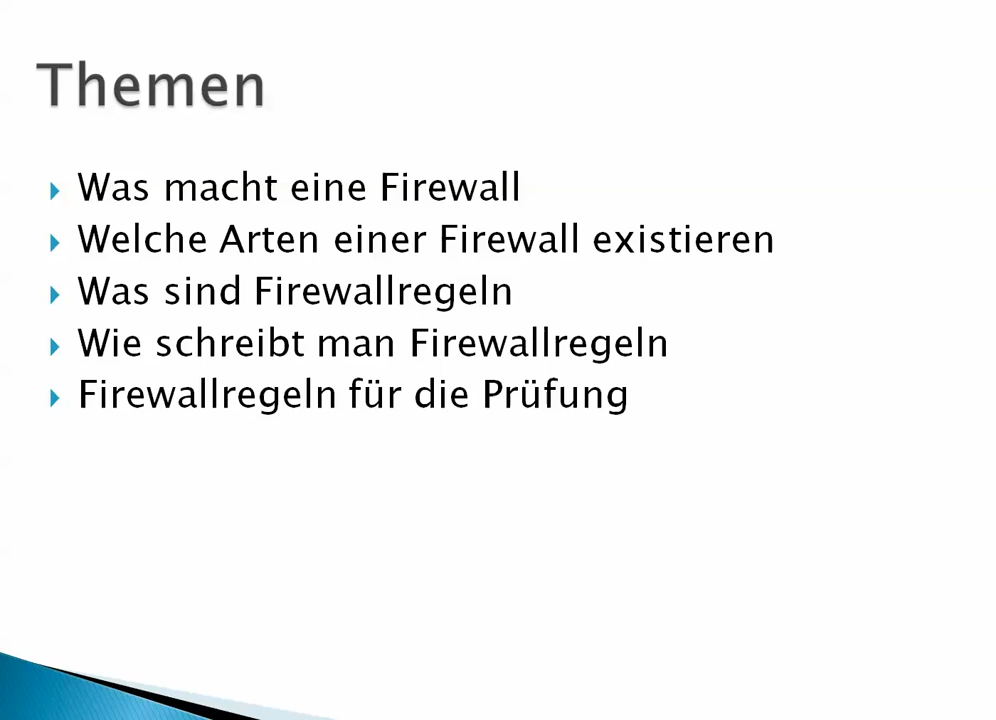 Themen
Was macht eine Firewall
Welche Arten einer Firewall existieren
Was sind Firewallregeln
Wie schreibt man Firewallregeln
Firewallregeln für die Prüfung